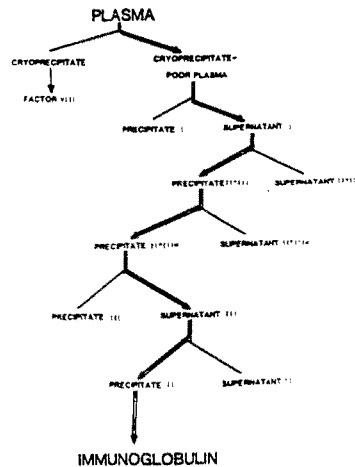 PLASMA
CRYOPRECIPITATE
CRYOPRECIPITATE-
POOR PLASMA
FACTOR VIII
PRECIPITATE I
SUPERNATANT I
PRECIPITATE
SUPERNATANT
PRECIPITATE
SUPERNATANT
PRECIPITATE III
SUPERNATANT III
PRECIPITATE II
SUPERNATANT
IMMUNOGLOBULIN